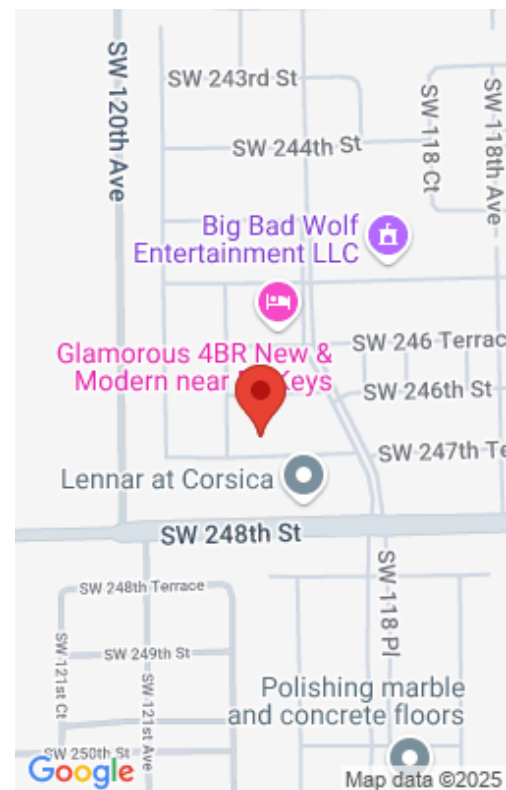 SW 120th Ave
SW 243rd St
SW 118 Ct
SW 118th Ave
SW 244th St
Big Bad Wolf
Entertainment LLC
Glamorous 4BR New &
Modern near
Keys
SW 246 Terrac
SW 246th St
SW 247th Te
Lennar at Corsica
SW 248th St
SW 118 Pl
SW 248th Terrace
SW 121st Ct
SW 249th St
SW 121st Ave
Polishing marble
and concrete floors
SW 250th St
Google
Map data ©2025